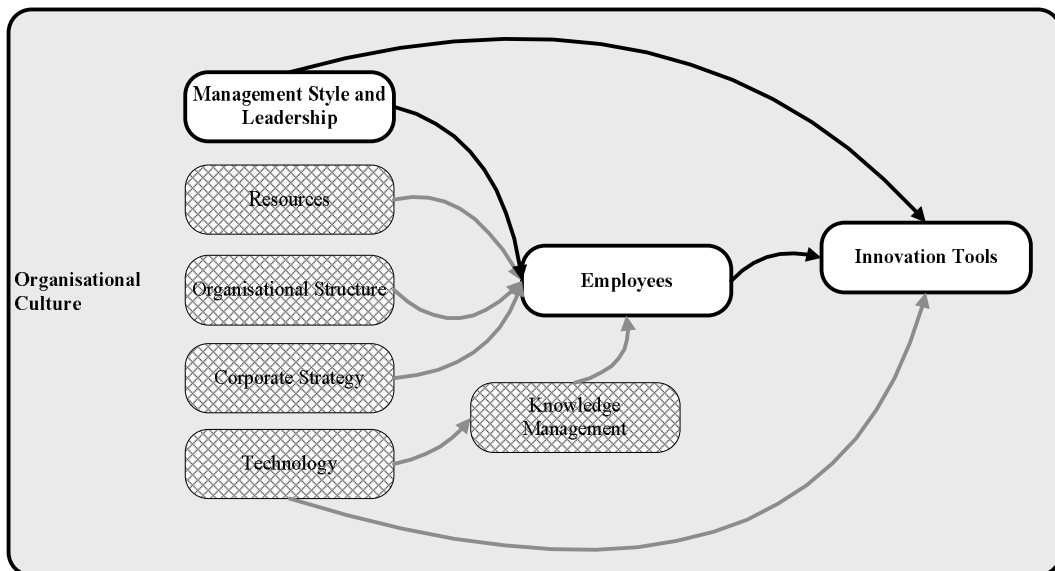 Management Style and
Leadership
Resources
Organisational
Culture
Organisational Structure
Employees
Innovation Tools
Corporate Strategy
Knowledge
Management
Technology